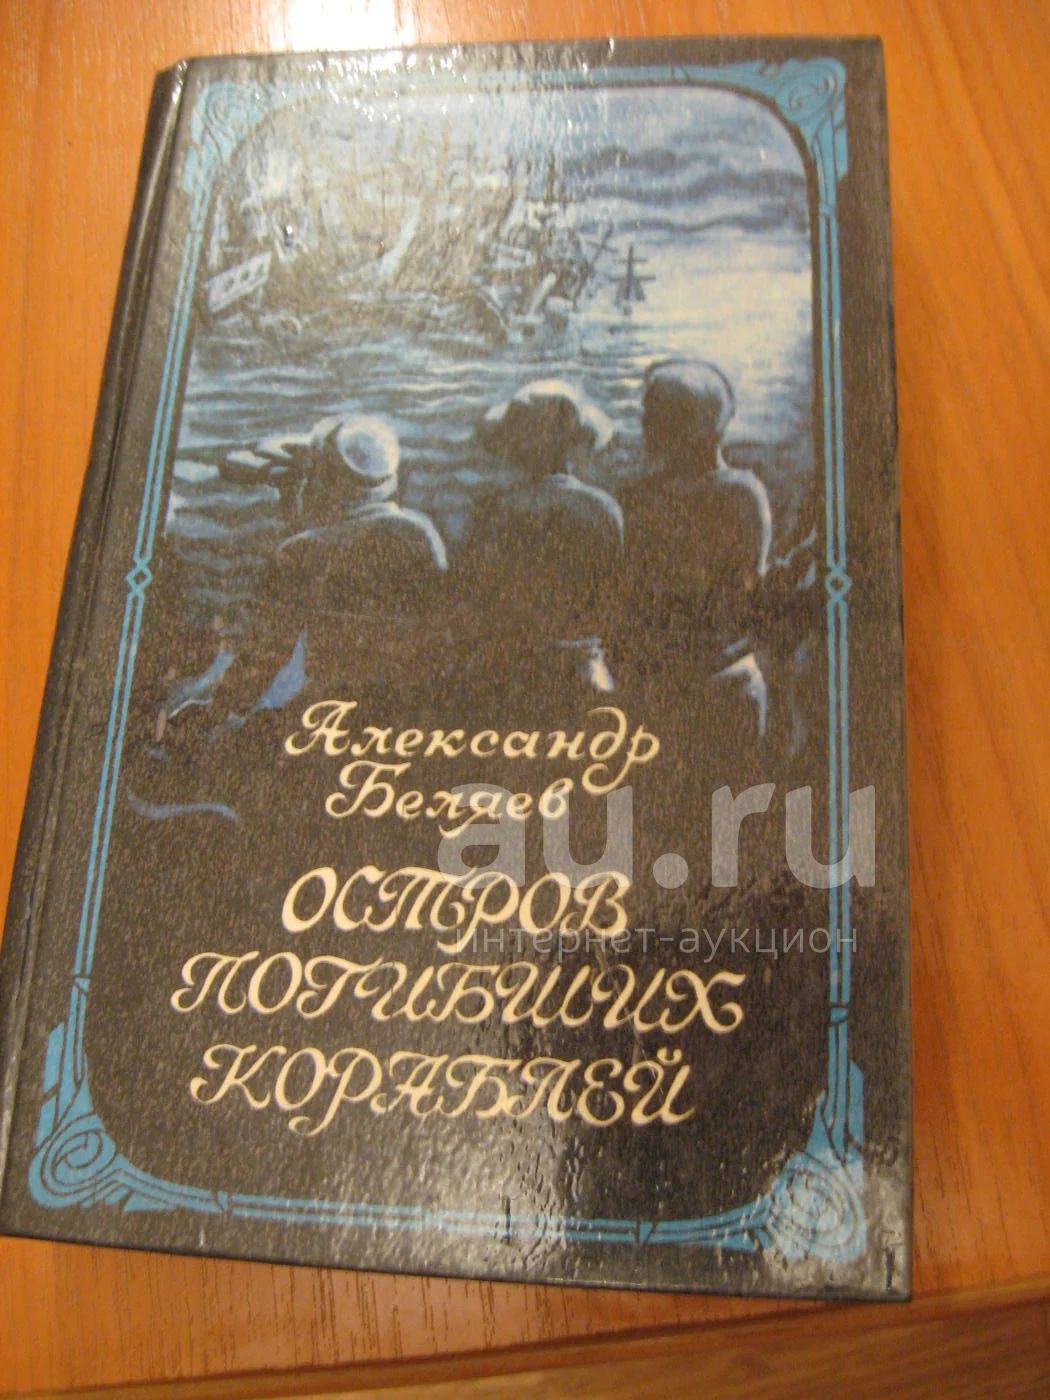 Александр
Беляев
au.ru
ОСТРОВ
интернет-аукцион
ПОГИБШИХ
КОРАБЛЕЙ